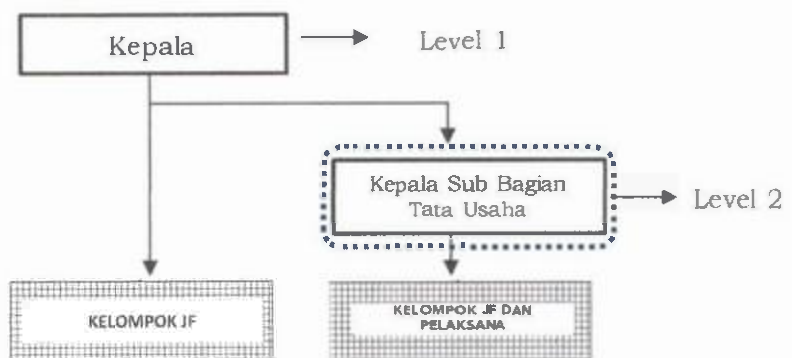 Kepala
Level 1
Kepala Sub Bagian
Tata Usaha
Level 2
KELOMPOK JF
KELOMPOK JF DAN
PELAKSANA